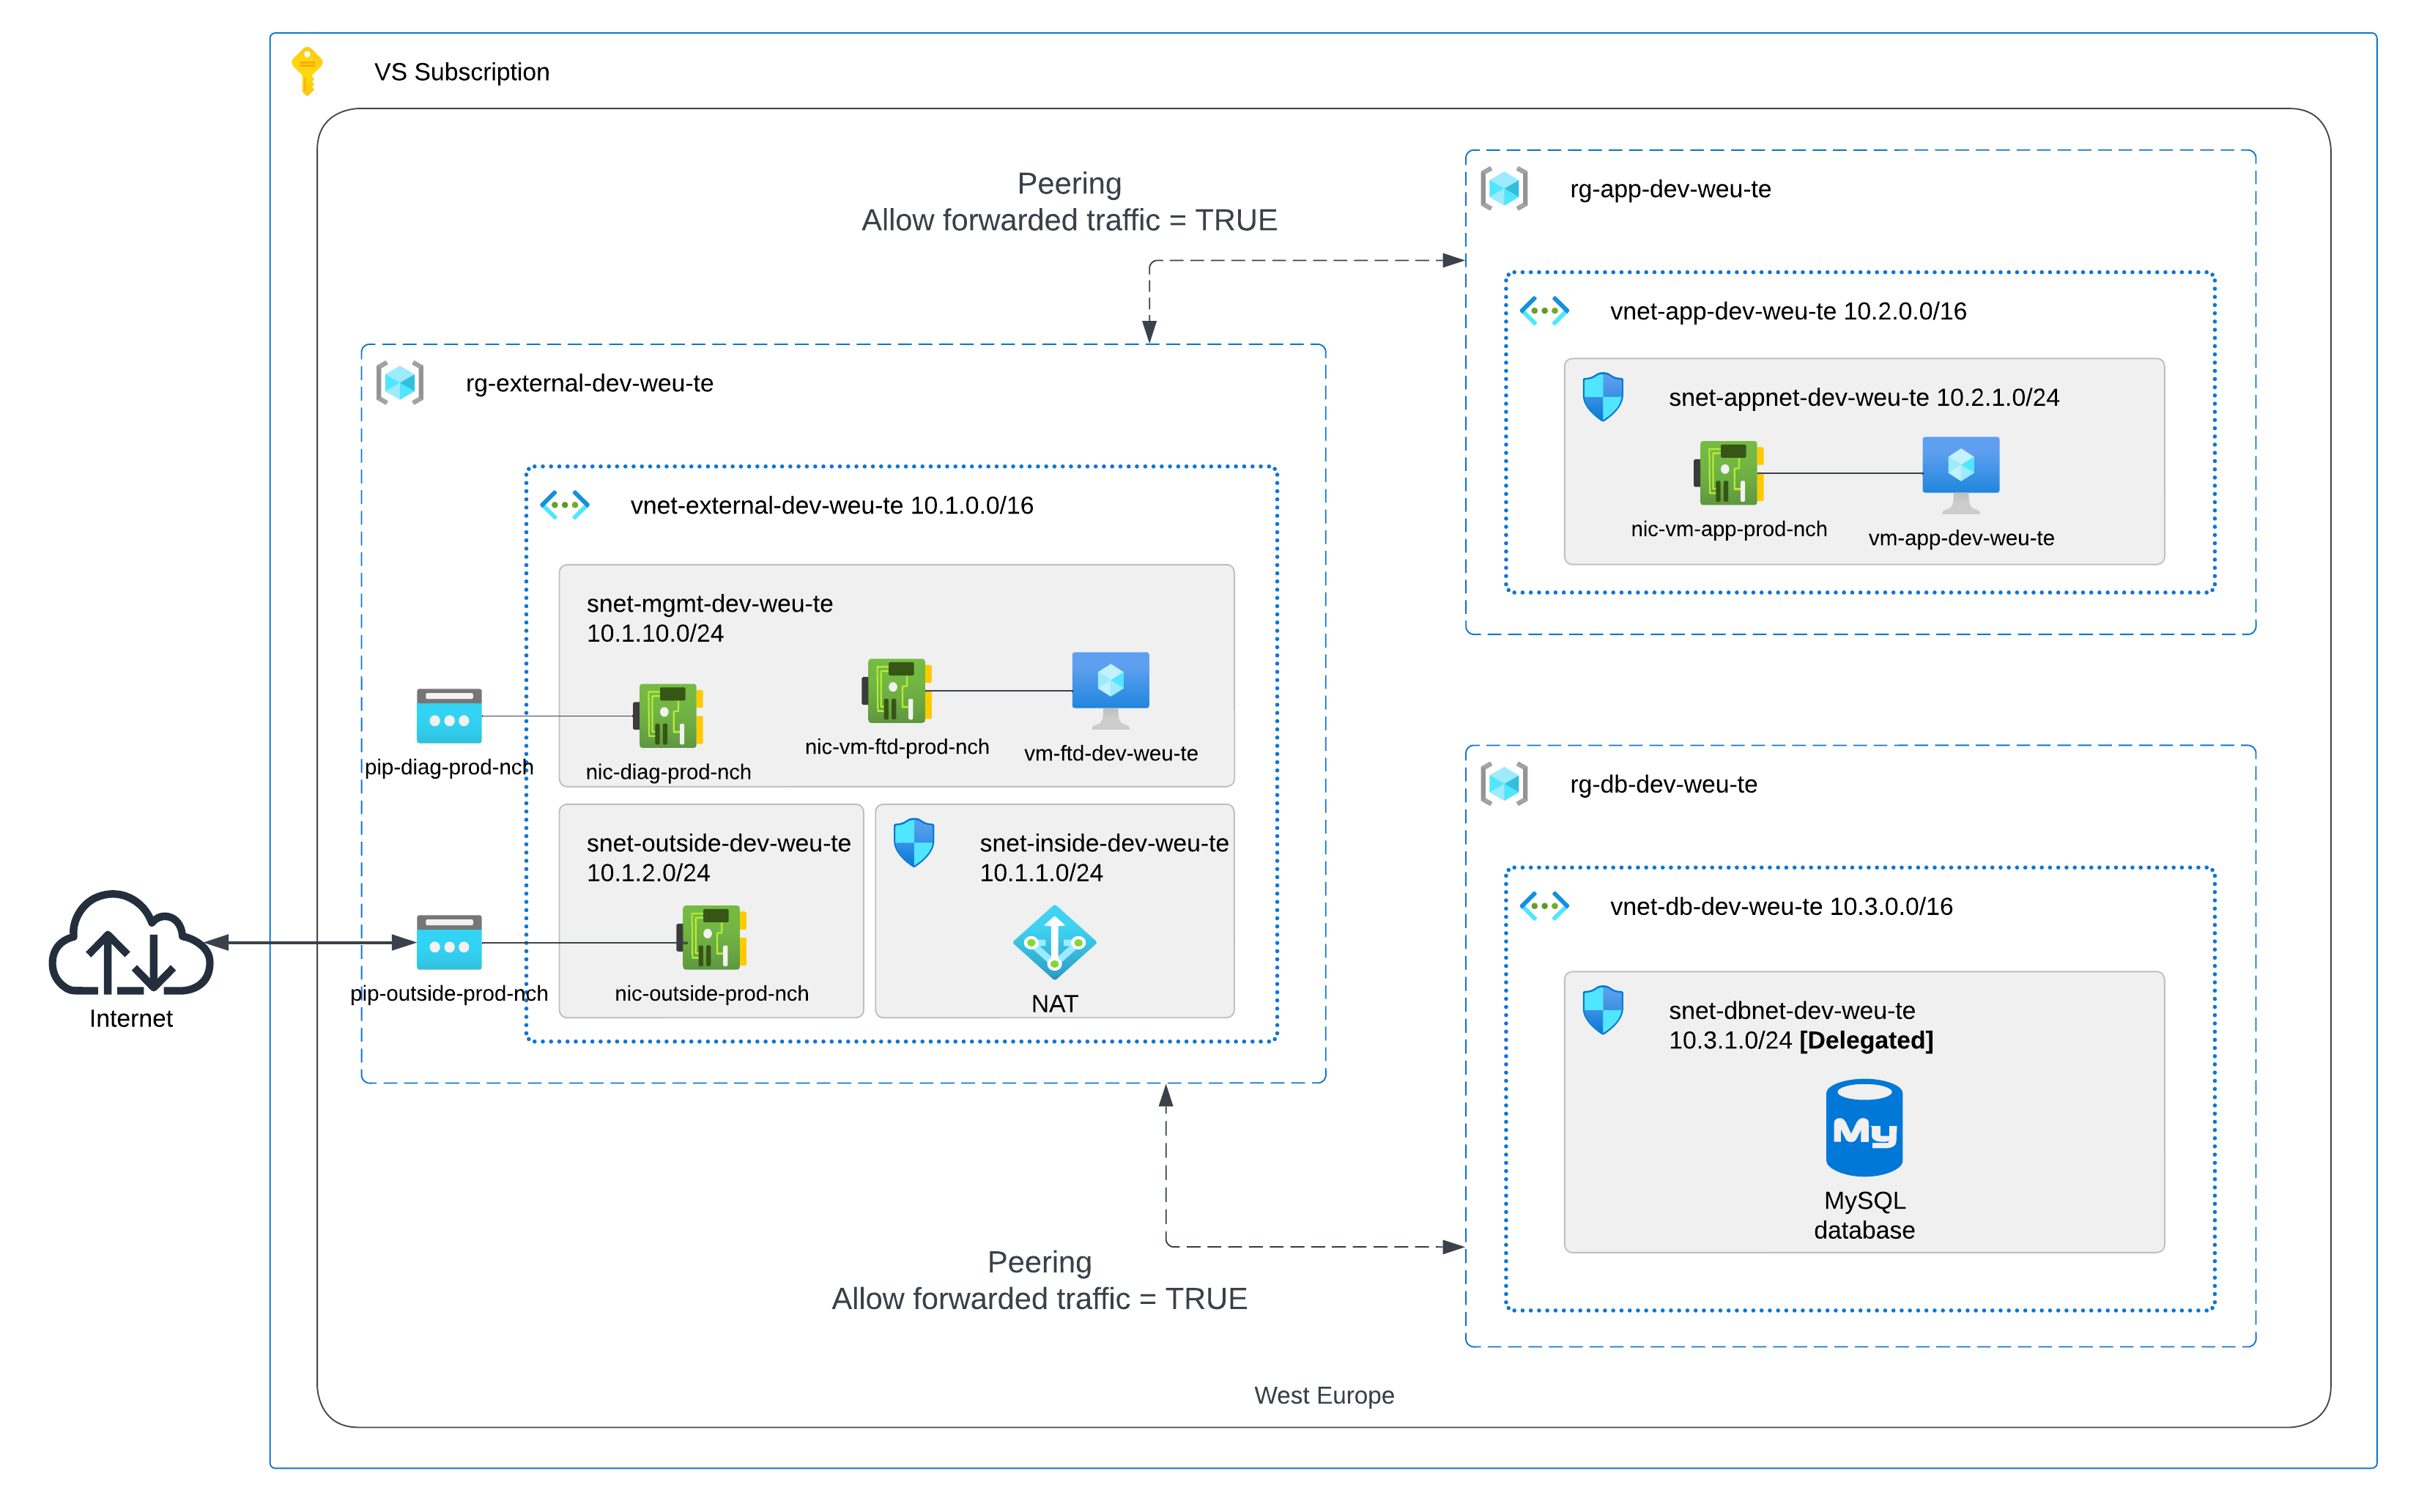 VS Subscription
Peering
Allow forwarded traffic = TRUE
rg-app-dev-weu-te
vnet-app-dev-weu-te 10.2.0.0/16
snet-appnet-dev-weu-te 10.2.1.0/24
nic-vm-app-prod-nch
vm-app-dev-weu-te
rg-external-dev-weu-te
vnet-external-dev-weu-te 10.1.0.0/16
snet-mgmt-dev-weu-te
10.1.10.0/24
nic-vm-ftd-prod-nch
vm-ftd-dev-weu-te
pip-diag-prod-nch
nic-diag-prod-nch
snet-outside-dev-weu-te
10.1.2.0/24
snet-inside-dev-weu-te
10.1.1.0/24
pip-outside-prod-nch
nic-outside-prod-nch
NAT
Internet
rg-db-dev-weu-te
vnet-db-dev-weu-te 10.3.0.0/16
snet-dbnet-dev-weu-te
10.3.1.0/24 [Delegated]
My
MySQL
database
Peering
Allow forwarded traffic = TRUE
West Europe